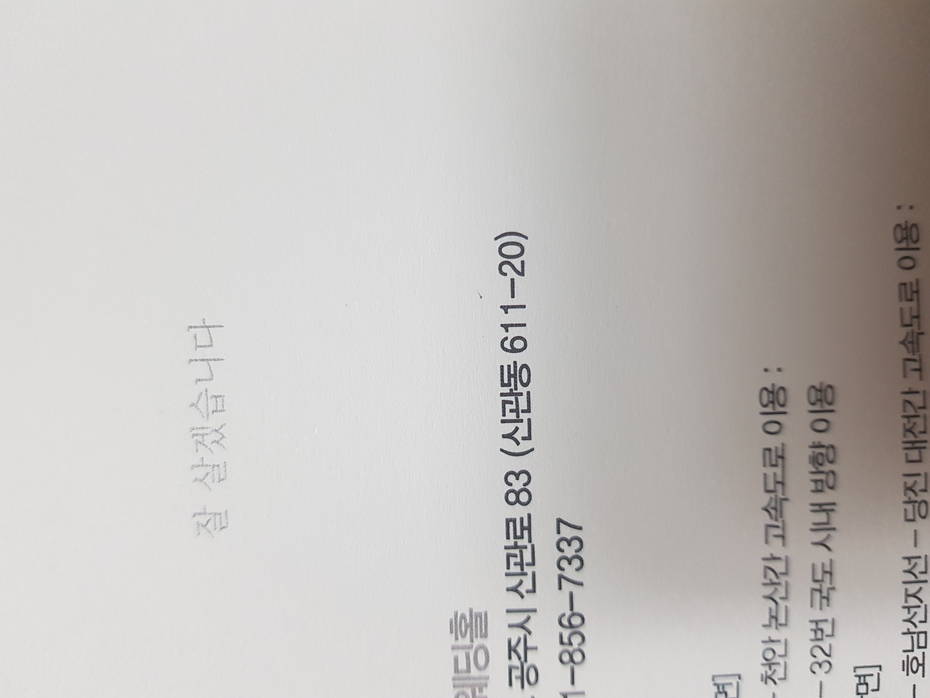 잘 살겠습니다
웨딩홀
공주시 신관로 83 (신관동 611-20)
1-856-7337
면]
- 천안 논산간 고속도로 이용 :
- 32번 국도 시내 방향 이용
면]
- 호남선지선 - 당진 대전간 고속도로 이용 :